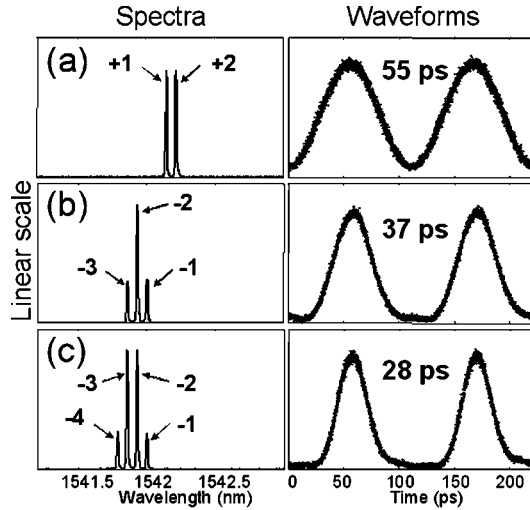 Spectra Waveforms
(a) +1 +2 55 ps
(b) -2 37 ps
-3 -1
(c) -3 -2 28 ps
-4 -1
Linear scale
1541.5 1542 1542.5 0 50 100 150 200
Wavelength (nm) Time (ps)